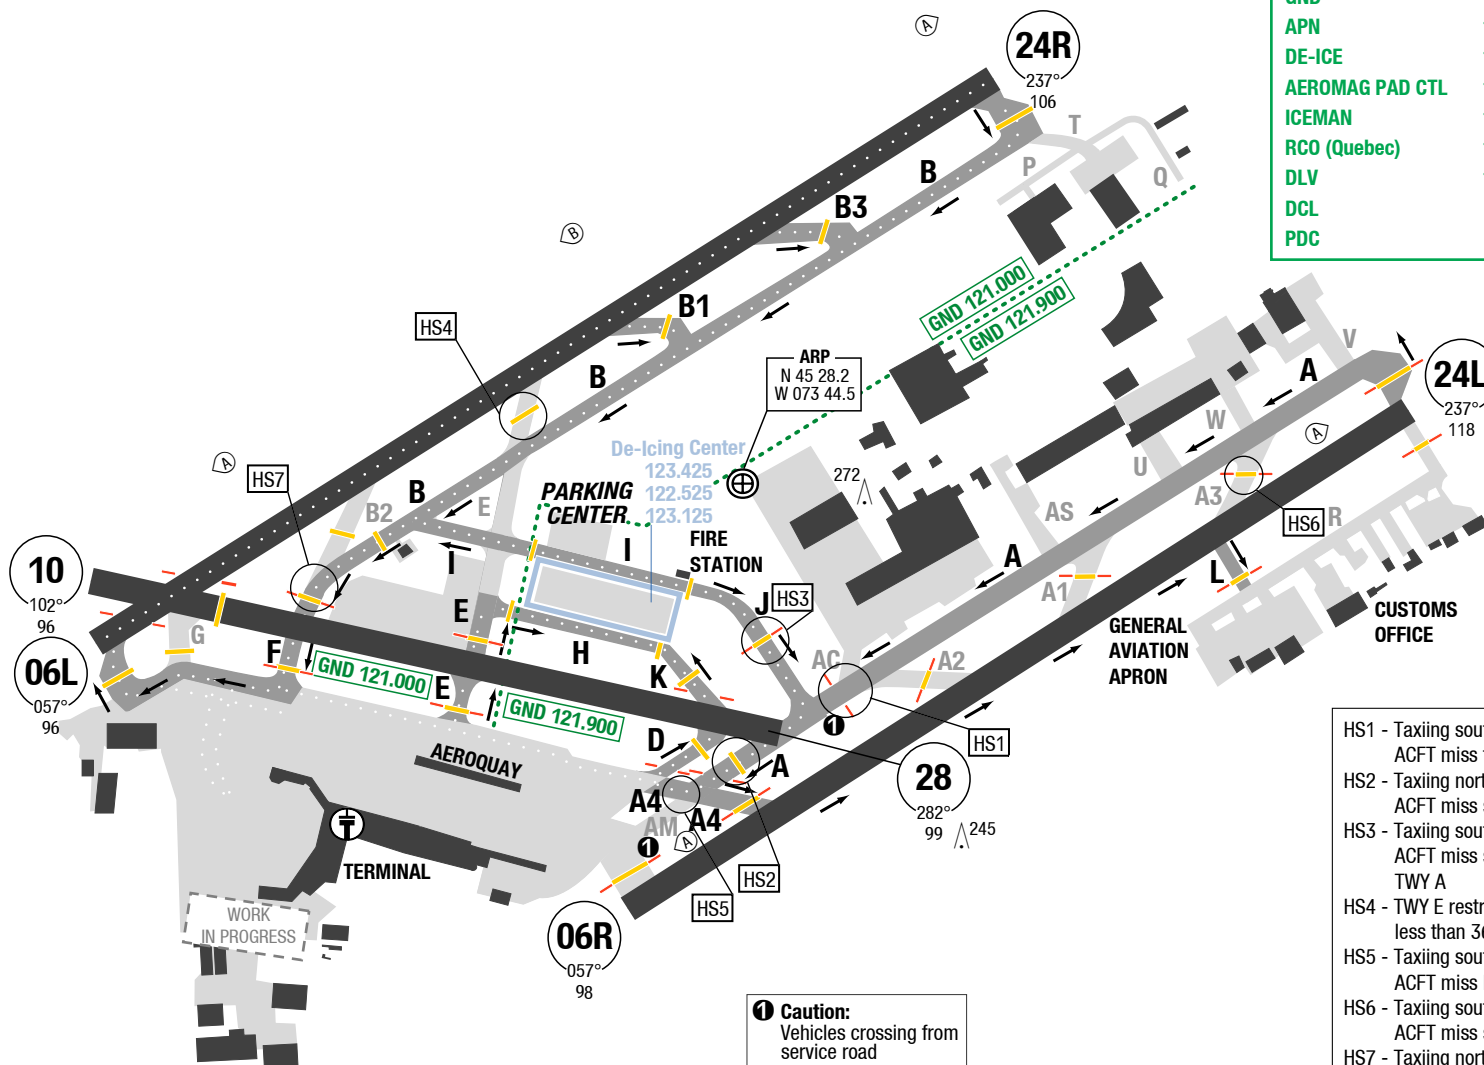 GND
APN
DE-ICE
AEROMAG PAD CTL
ICEMAN
RCO (Quebec)
DLV
DCL
PDC
A
24R
237°
106
T
P
Q
B
B3
B
B1
HS4
B
GND 121.000
GND 121.900
ARP
N 45 28.2
W 073 44.5
V
A
24L
237°
118
A
W
U
A3
HS6
R
AS
A
A1
L
CUSTOMS
OFFICE
GENERAL
AVIATION
APRON
272
De-Icing Center
123.425
122.525
123.125
PARKING
CENTER
FIRE
STATION
A
HS7
B
B2
E
I
I
J
HS3
10
102°
96
06L
057°
96
G
F
E
H
K
E
GND 121.000
GND 121.900
AC
A2
1
HS1
D
A
A4
A4
AM
A
1
28
282°
99
245
HS2
HS5
AEROQUAY
TERMINAL
WORK
IN PROGRESS
06R
057°
98
1 Caution:
Vehicles crossing from
service road
HS1 - Taxiing sou
ACFT miss
HS2 - Taxiing nort
ACFT miss
HS3 - Taxiing sou
ACFT miss
TWY A
HS4 - TWY E restr
less than 36
HS5 - Taxiing sou
ACFT miss
HS6 - Taxiing sou
ACFT miss
HS7 - Taxiing nort